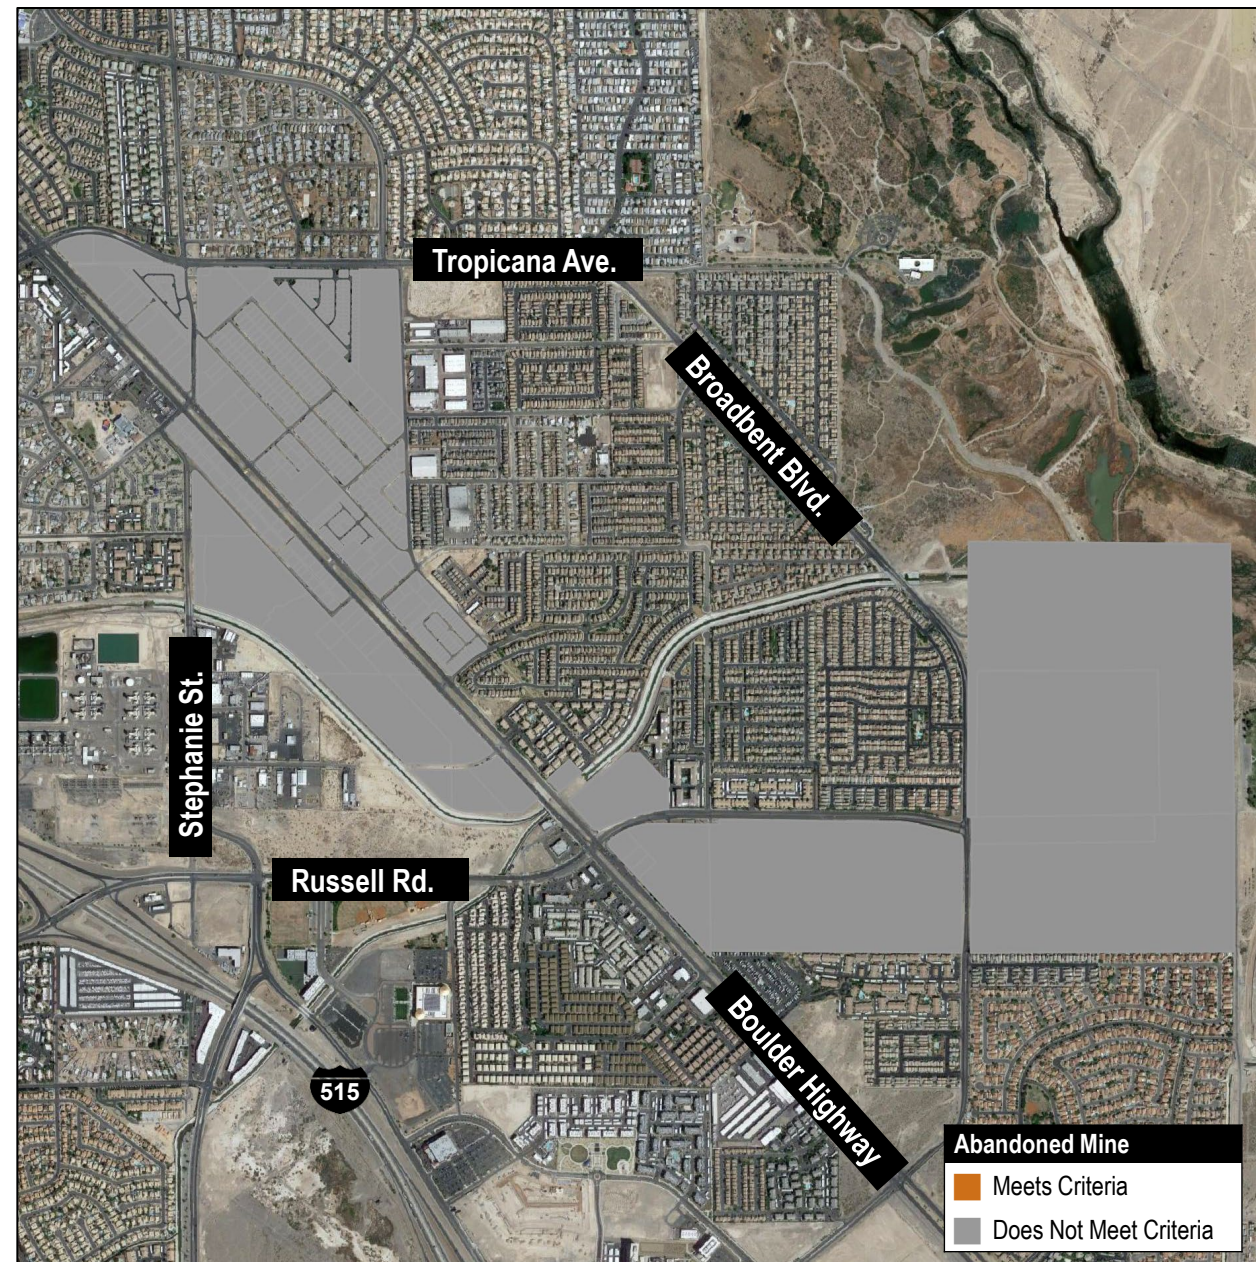 Tropicana Ave.
Broadbent Blvd.
Stephanie St.
Russell Rd.
Boulder Highway
515
Abandoned Mine
Meets Criteria
Does Not Meet Criteria